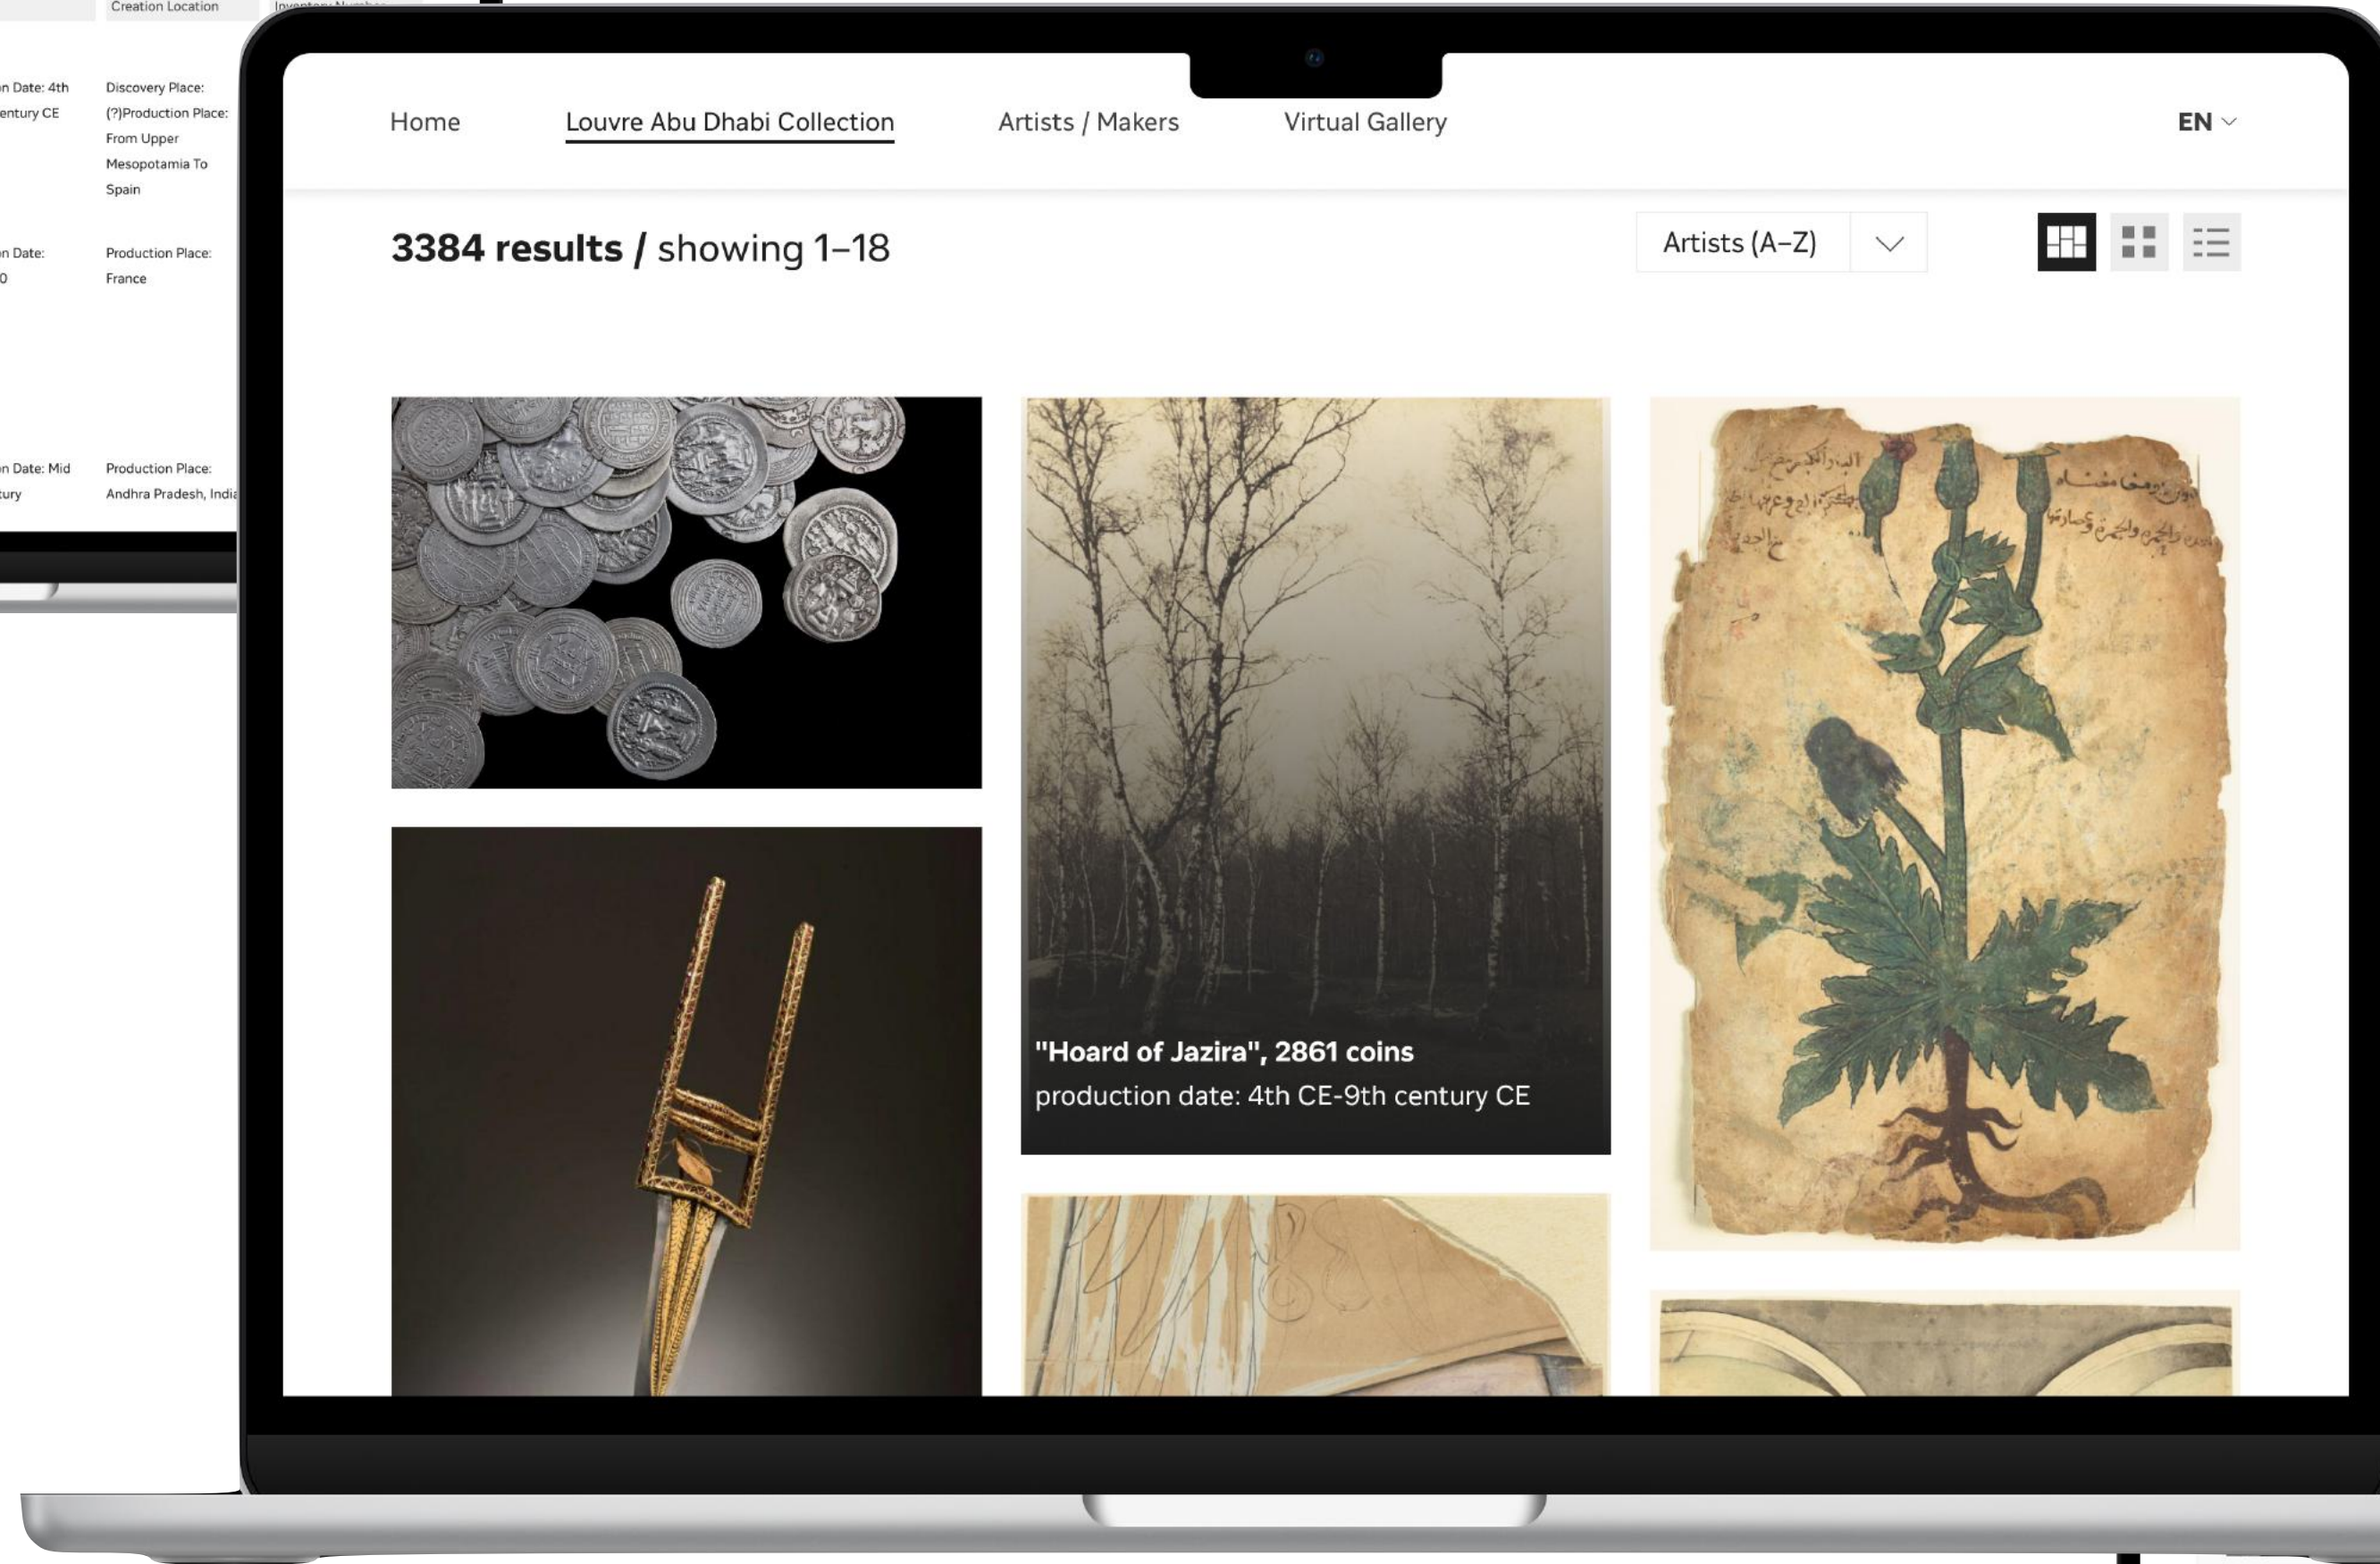 Creation Location
Inventory Number
n Date: 4th
entury CE
Discovery Place:
(?)Production Place:
From Upper
Mesopotamia To
Spain
n Date:
0
Production Place:
France
n Date: Mid
tury
Production Place:
Andhra Pradesh, India
Home
Louvre Abu Dhabi Collection
Artists / Makers
Virtual Gallery
EN
3384 results / showing 1–18
Artists (A–Z)
"Hoard of Jazira", 2861 coins
production date: 4th CE-9th century CE